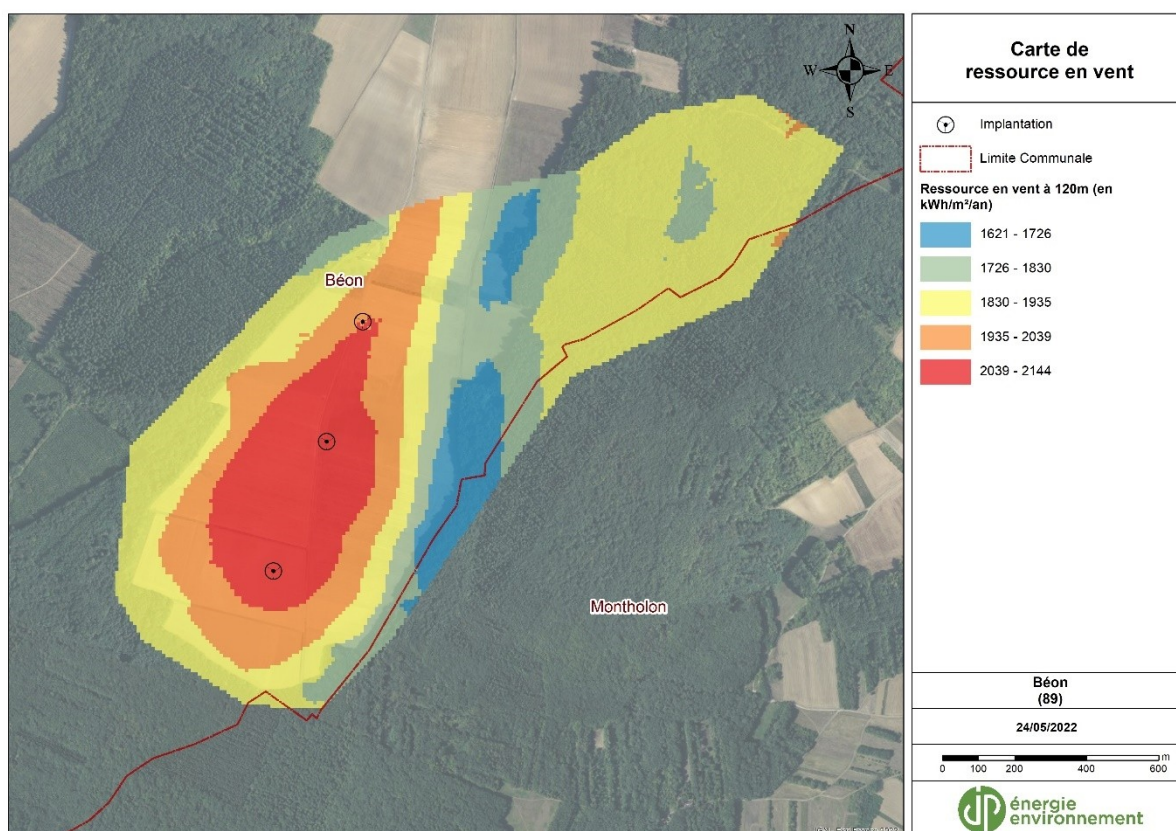 N
W E
S
Béon
Montholon
Carte de
ressource en vent
Implantation
Limite Communale
Ressource en vent à 120m (en
kWh/m²/an)
1621 - 1726
1726 - 1830
1830 - 1935
1935 - 2039
2039 - 2144
Béon
(89)
24/05/2022
m
0 100 200 400 600
JP énergie
environnement